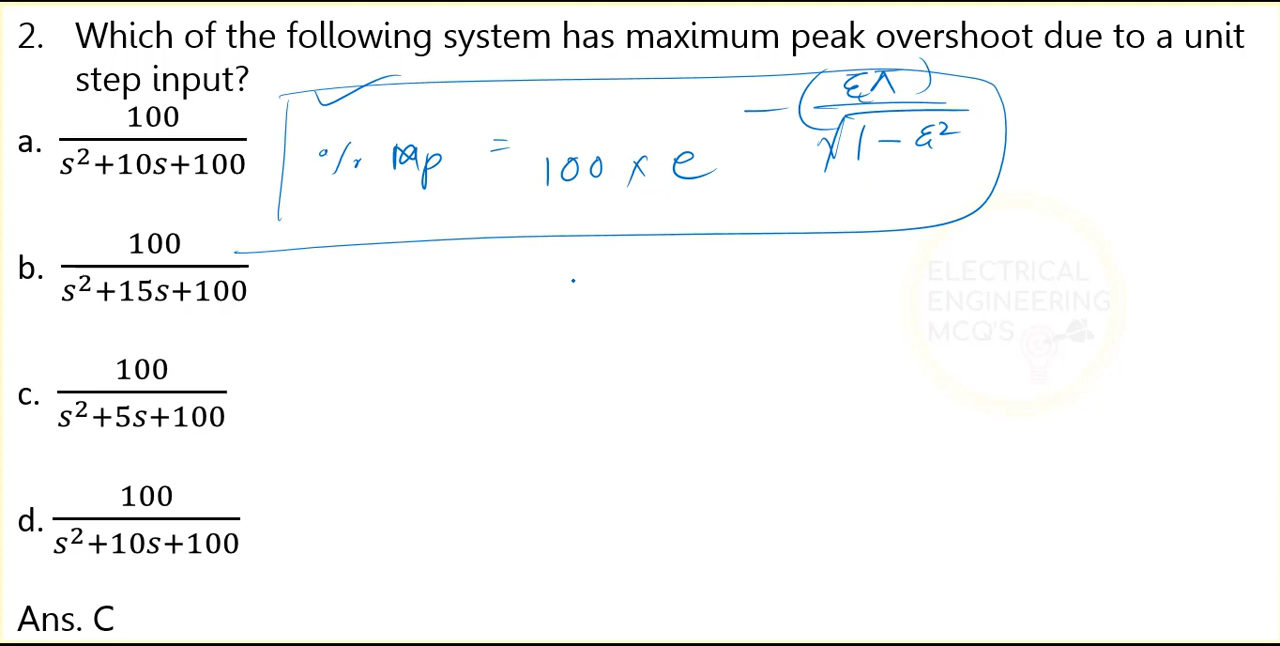 2. Which of the following system has maximum peak overshoot due to a unit
step input?
a. 100
s²+10s+100
% Mp = 100 × e^-(ξπ / √1-ξ²)
b. 100
s²+15s+100
ELECTRICAL
ENGINEERING
MCQ'S
c. 100
s²+5s+100
d. 100
s²+10s+100
Ans. C